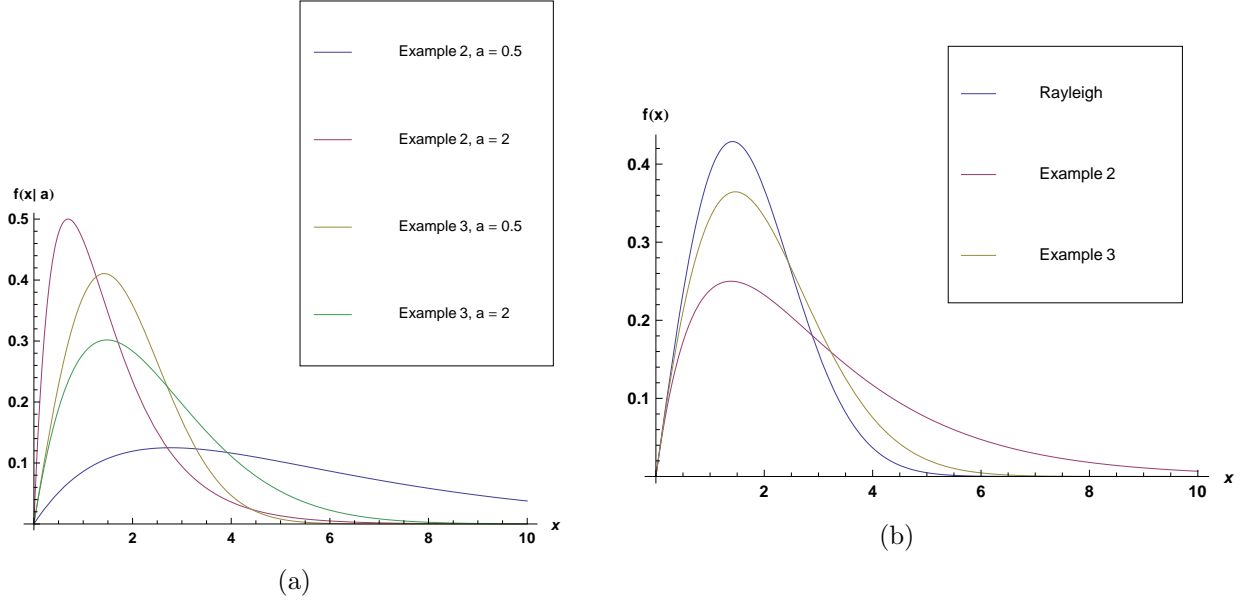 Example 2, a = 0.5
Example 2, a = 2
Example 3, a = 0.5
Example 3, a = 2
f(x| a)
0.5
0.4
0.3
0.2
0.1
2
4
6
8
10
x
(a)
Rayleigh
Example 2
Example 3
f(x)
0.4
0.3
0.2
0.1
2
4
6
8
10
x
(b)